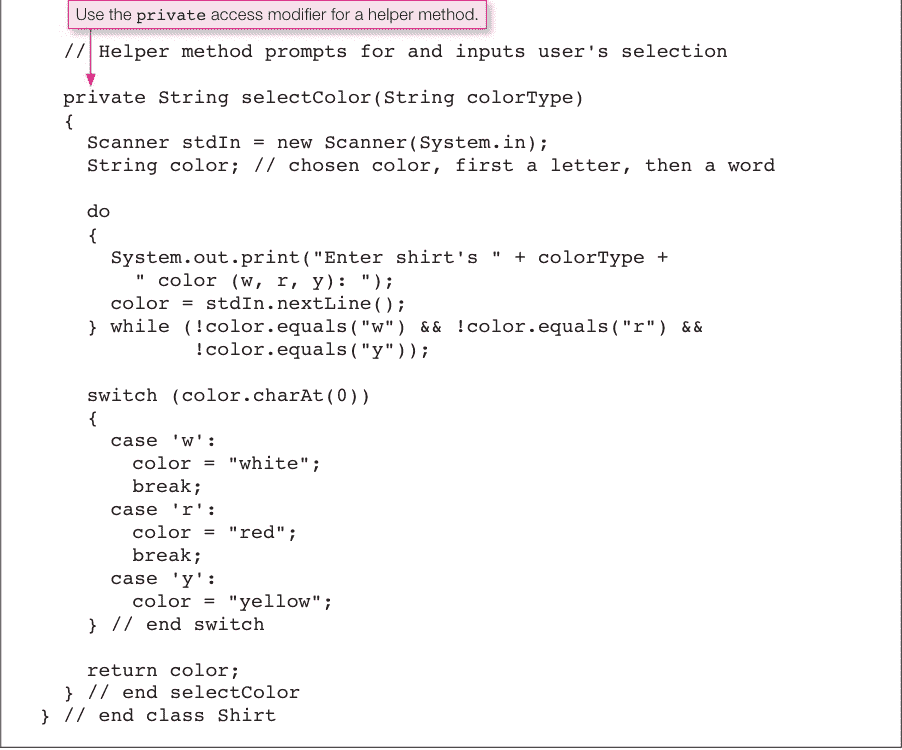 Use the private access modifier for a helper method.
// Helper method prompts for and inputs user's selection
private String selectColor(String colorType)
{
Scanner stdIn = new Scanner(System.in);
String color; // chosen color, first a letter, then a word
do
{
System.out.print("Enter shirt's " + colorType +
" color (w, r, y): ");
color = stdIn.nextLine();
} while (!color.equals("w") && !color.equals("r") &&
!color.equals("y"));
switch (color.charAt(0))
{
case 'w':
color = "white";
break;
case 'r':
color = "red";
break;
case 'y':
color = "yellow";
} // end switch
return color;
} // end selectColor
} // end class Shirt